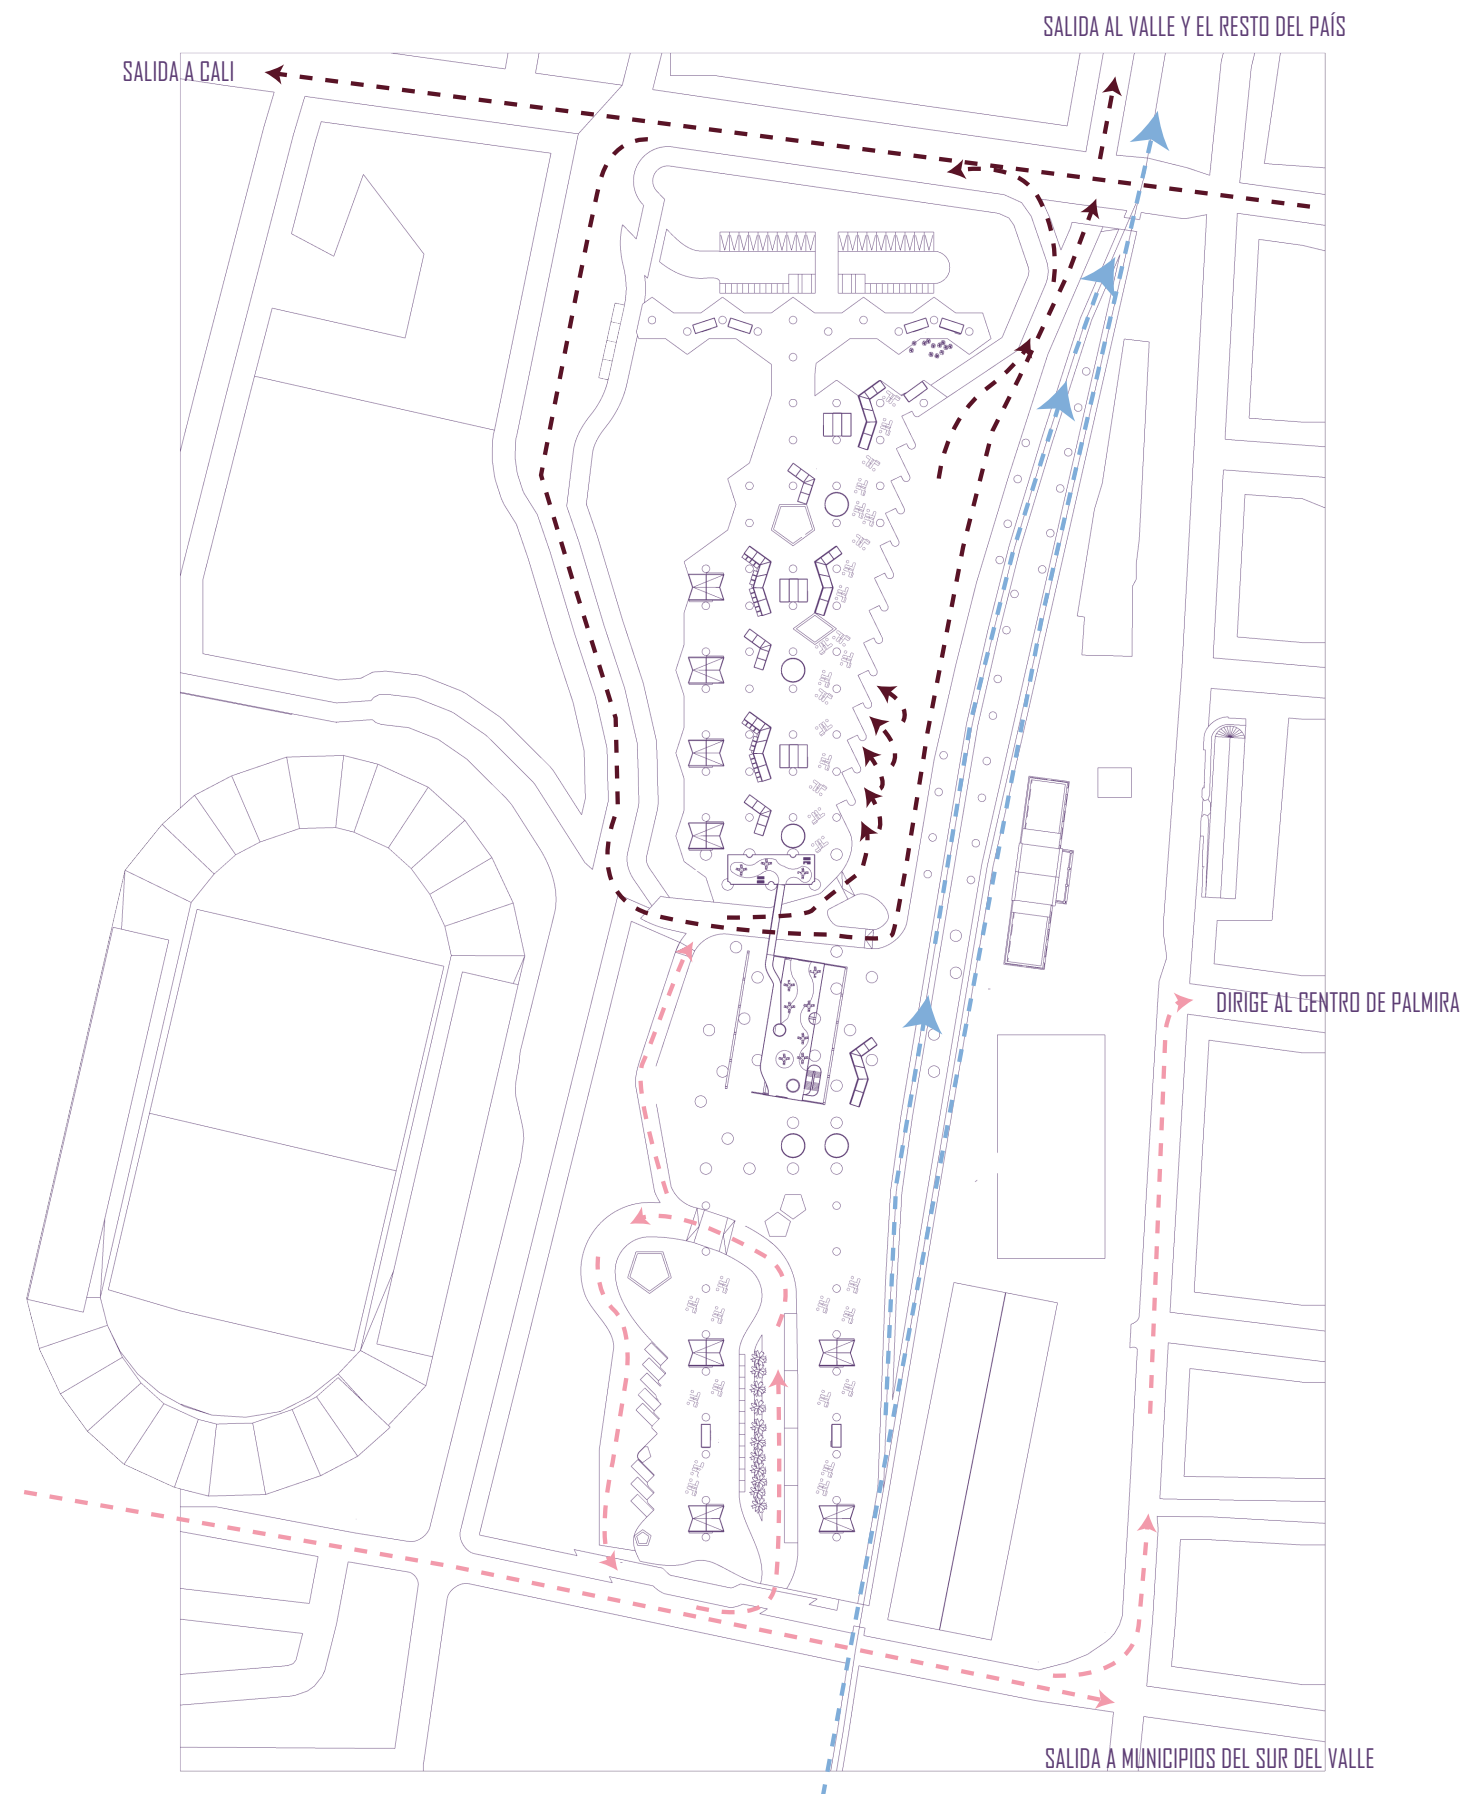 SALIDA AL VALLE Y EL RESTO DEL PAÍS
SALIDA A CALI
DIRIGE AL CENTRO DE PALMIRA
SALIDA A MUNICIPIOS DEL SUR DEL VALLE